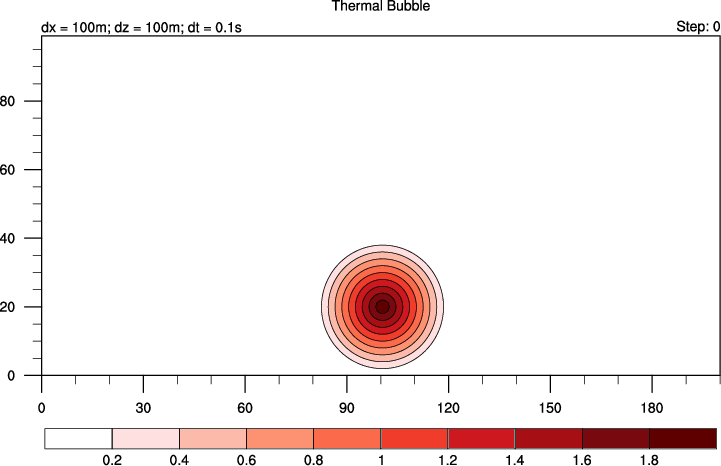 Thermal Bubble
dx = 100m; dz = 100m; dt = 0.1s
Step: 0
80
60
40
20
0
0 30 60 90 120 150 180
0.2 0.4 0.6 0.8 1 1.2 1.4 1.6 1.8